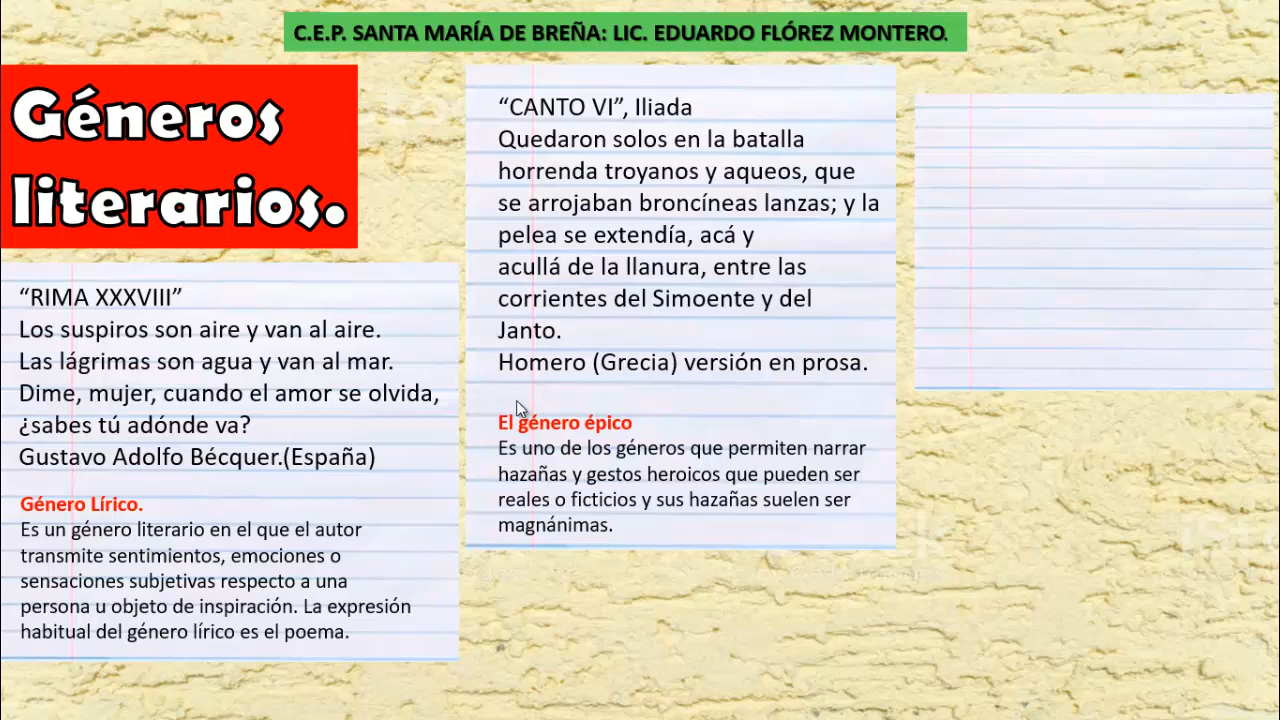 C.E.P. SANTA MARÍA DE BREÑA: LIC. EDUARDO FLÓREZ MONTERO.
Géneros
literarios.
“RIMA XXXVIII”
Los suspiros son aire y van al aire.
Las lágrimas son agua y van al mar.
Dime, mujer, cuando el amor se olvida,
¿sabes tú adónde va?
Gustavo Adolfo Bécquer.(España)
Género Lírico.
Es un género literario en el que el autor
transmite sentimientos, emociones o
sensaciones subjetivas respecto a una
persona u objeto de inspiración. La expresión
habitual del género lírico es el poema.
“CANTO VI”, Iliada
Quedaron solos en la batalla
horrenda troyanos y aqueos, que
se arrojaban broncíneas lanzas; y la
pelea se extendía, acá y
acullá de la llanura, entre las
corrientes del Simoente y del
Janto.
Homero (Grecia) versión en prosa.
El género épico
Es uno de los géneros que permiten narrar
hazañas y gestos heroicos que pueden ser
reales o ficticios y sus hazañas suelen ser
magnánimas.